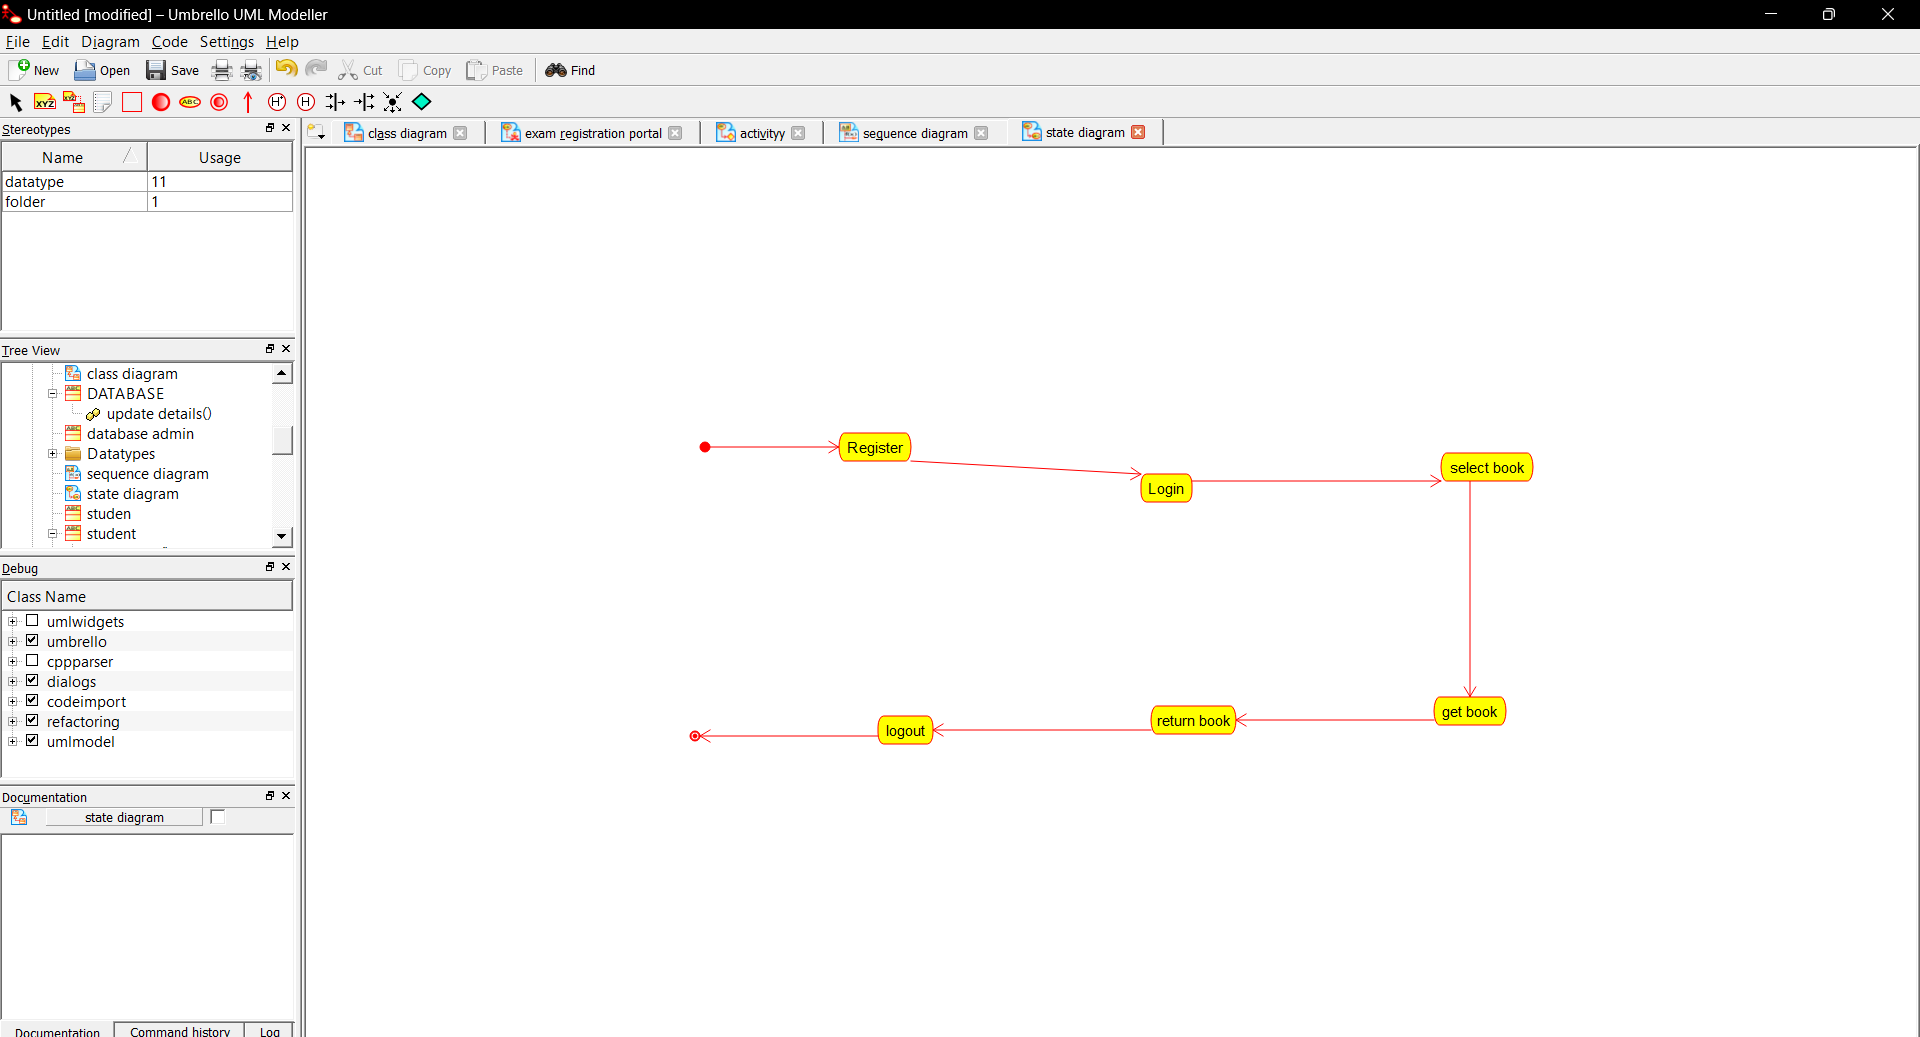 Untitled [modified] – Umbrello UML Modeller
File Edit Diagram Code Settings Help
New Open Save Cut Copy Paste Find
XYZ XYZ ABC H* H
Stereotypes
class diagram exam registration portal activityy sequence diagram state diagram
Name Usage
datatype 11
folder 1
Tree View
class diagram
DATABASE
update details()
database admin
Datatypes
sequence diagram
state diagram
studen
student
Debug
Class Name
umlwidgets
umbrello
cppparser
dialogs
codeimport
refactoring
umlmodel
Documentation
state diagram
Documentation Command history Log
Register
Login
select book
get book
return book
logout